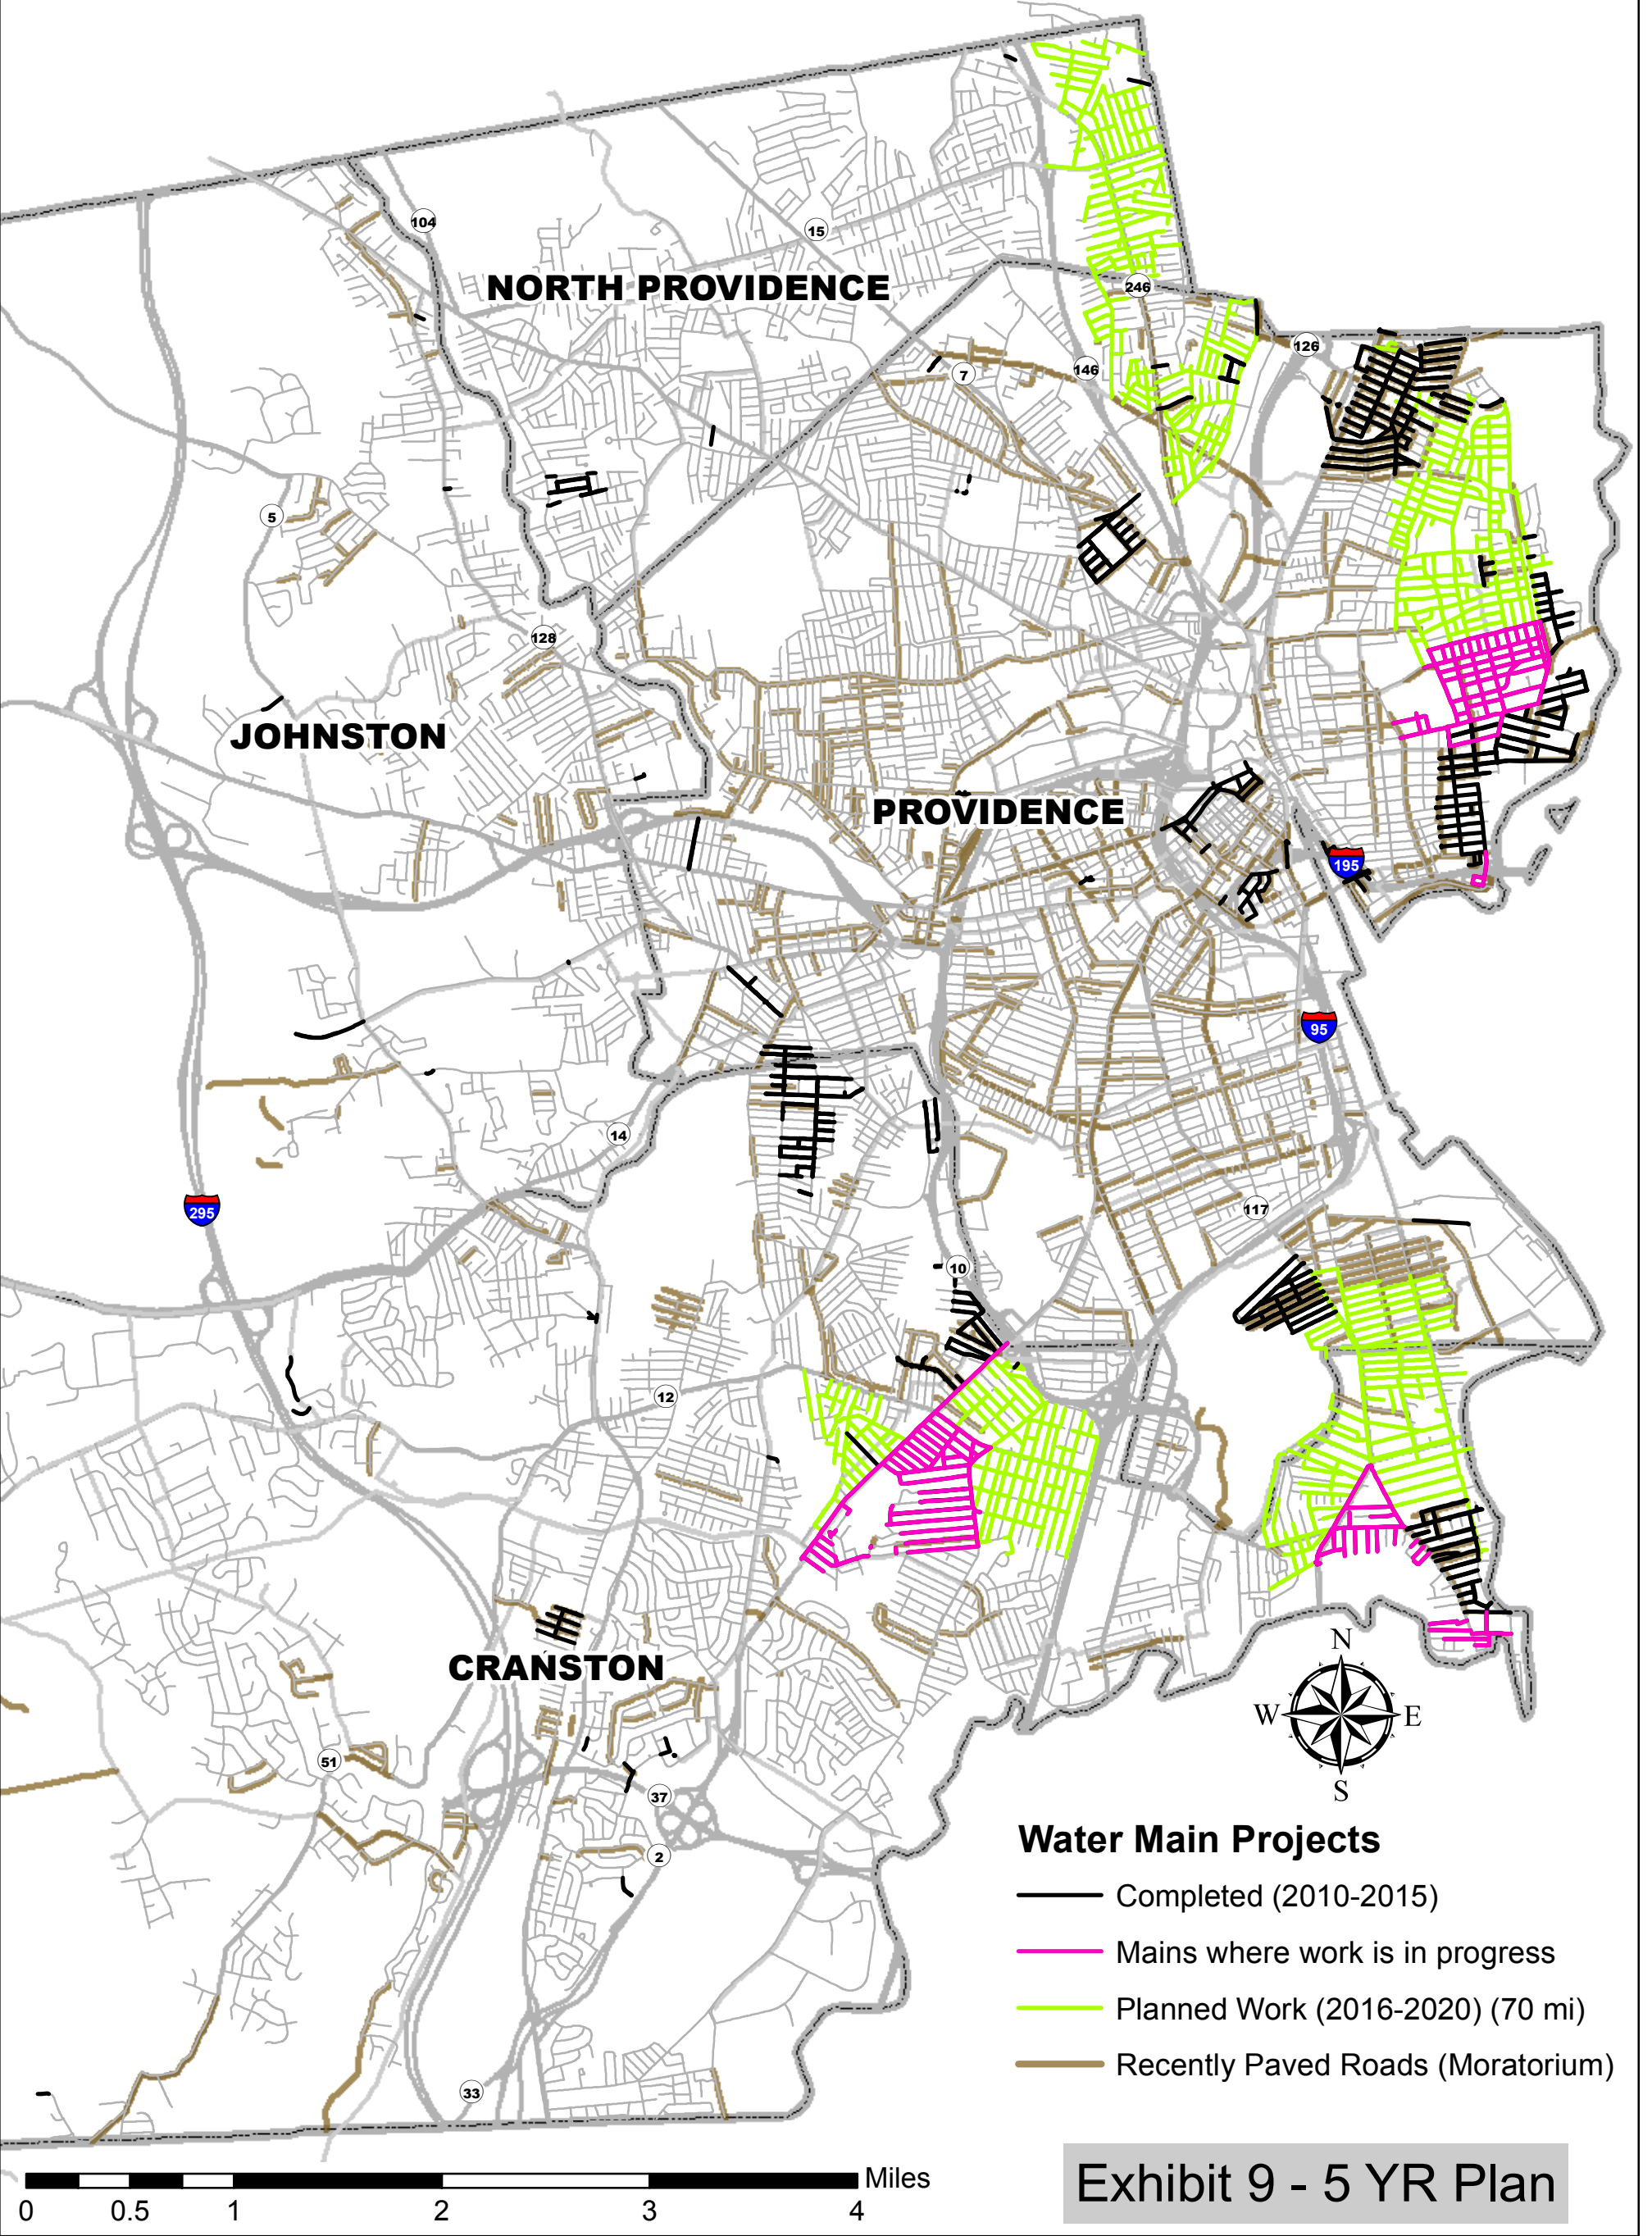 104
15
NORTH PROVIDENCE
246
126
7
146
5
128
JOHNSTON
PROVIDENCE
195
95
14
295
117
10
12
CRANSTON
N
W
E
S
51
37
2
33
Water Main Projects
Completed (2010-2015)
Mains where work is in progress
Planned Work (2016-2020) (70 mi)
Recently Paved Roads (Moratorium)
Miles
0 0.5 1 2 3 4
Exhibit 9 - 5 YR Plan